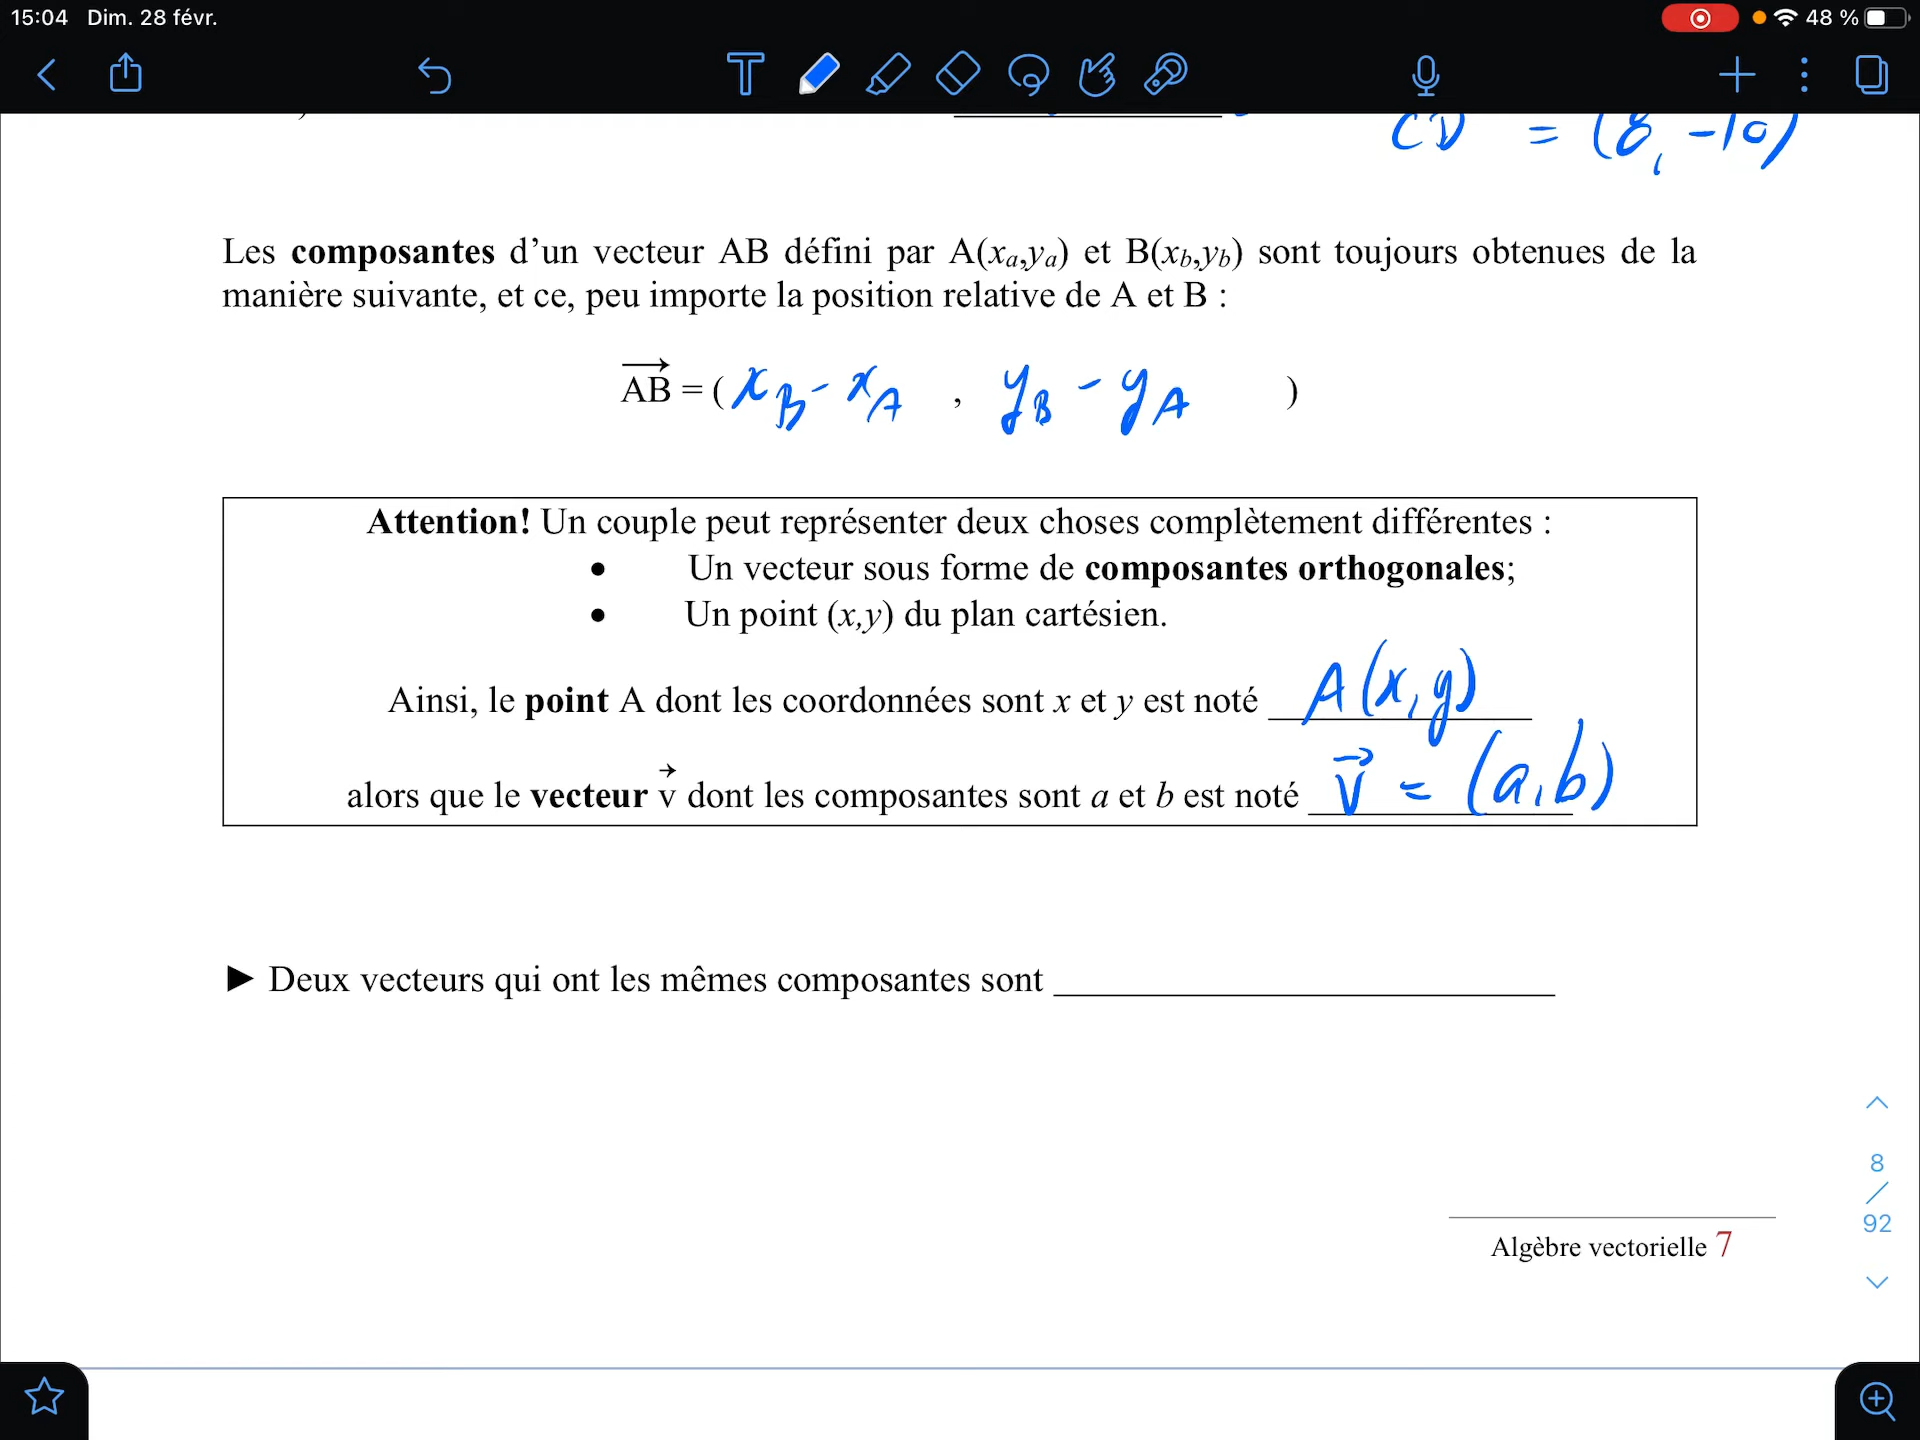 15:04 Dim. 28 févr. 48 %
CD = (8, -10)
Les composantes d’un vecteur AB défini par A(xa,ya) et B(xb,yb) sont toujours obtenues de la
manière suivante, et ce, peu importe la position relative de A et B :
AB = ( xB - xA , yB - yA )
Attention! Un couple peut représenter deux choses complètement différentes :
• Un vecteur sous forme de composantes orthogonales;
• Un point (x,y) du plan cartésien.
Ainsi, le point A dont les coordonnées sont x et y est noté A(x,y)
alors que le vecteur v dont les composantes sont a et b est noté v = (a,b)
► Deux vecteurs qui ont les mêmes composantes sont
8
/
92
Algèbre vectorielle 7